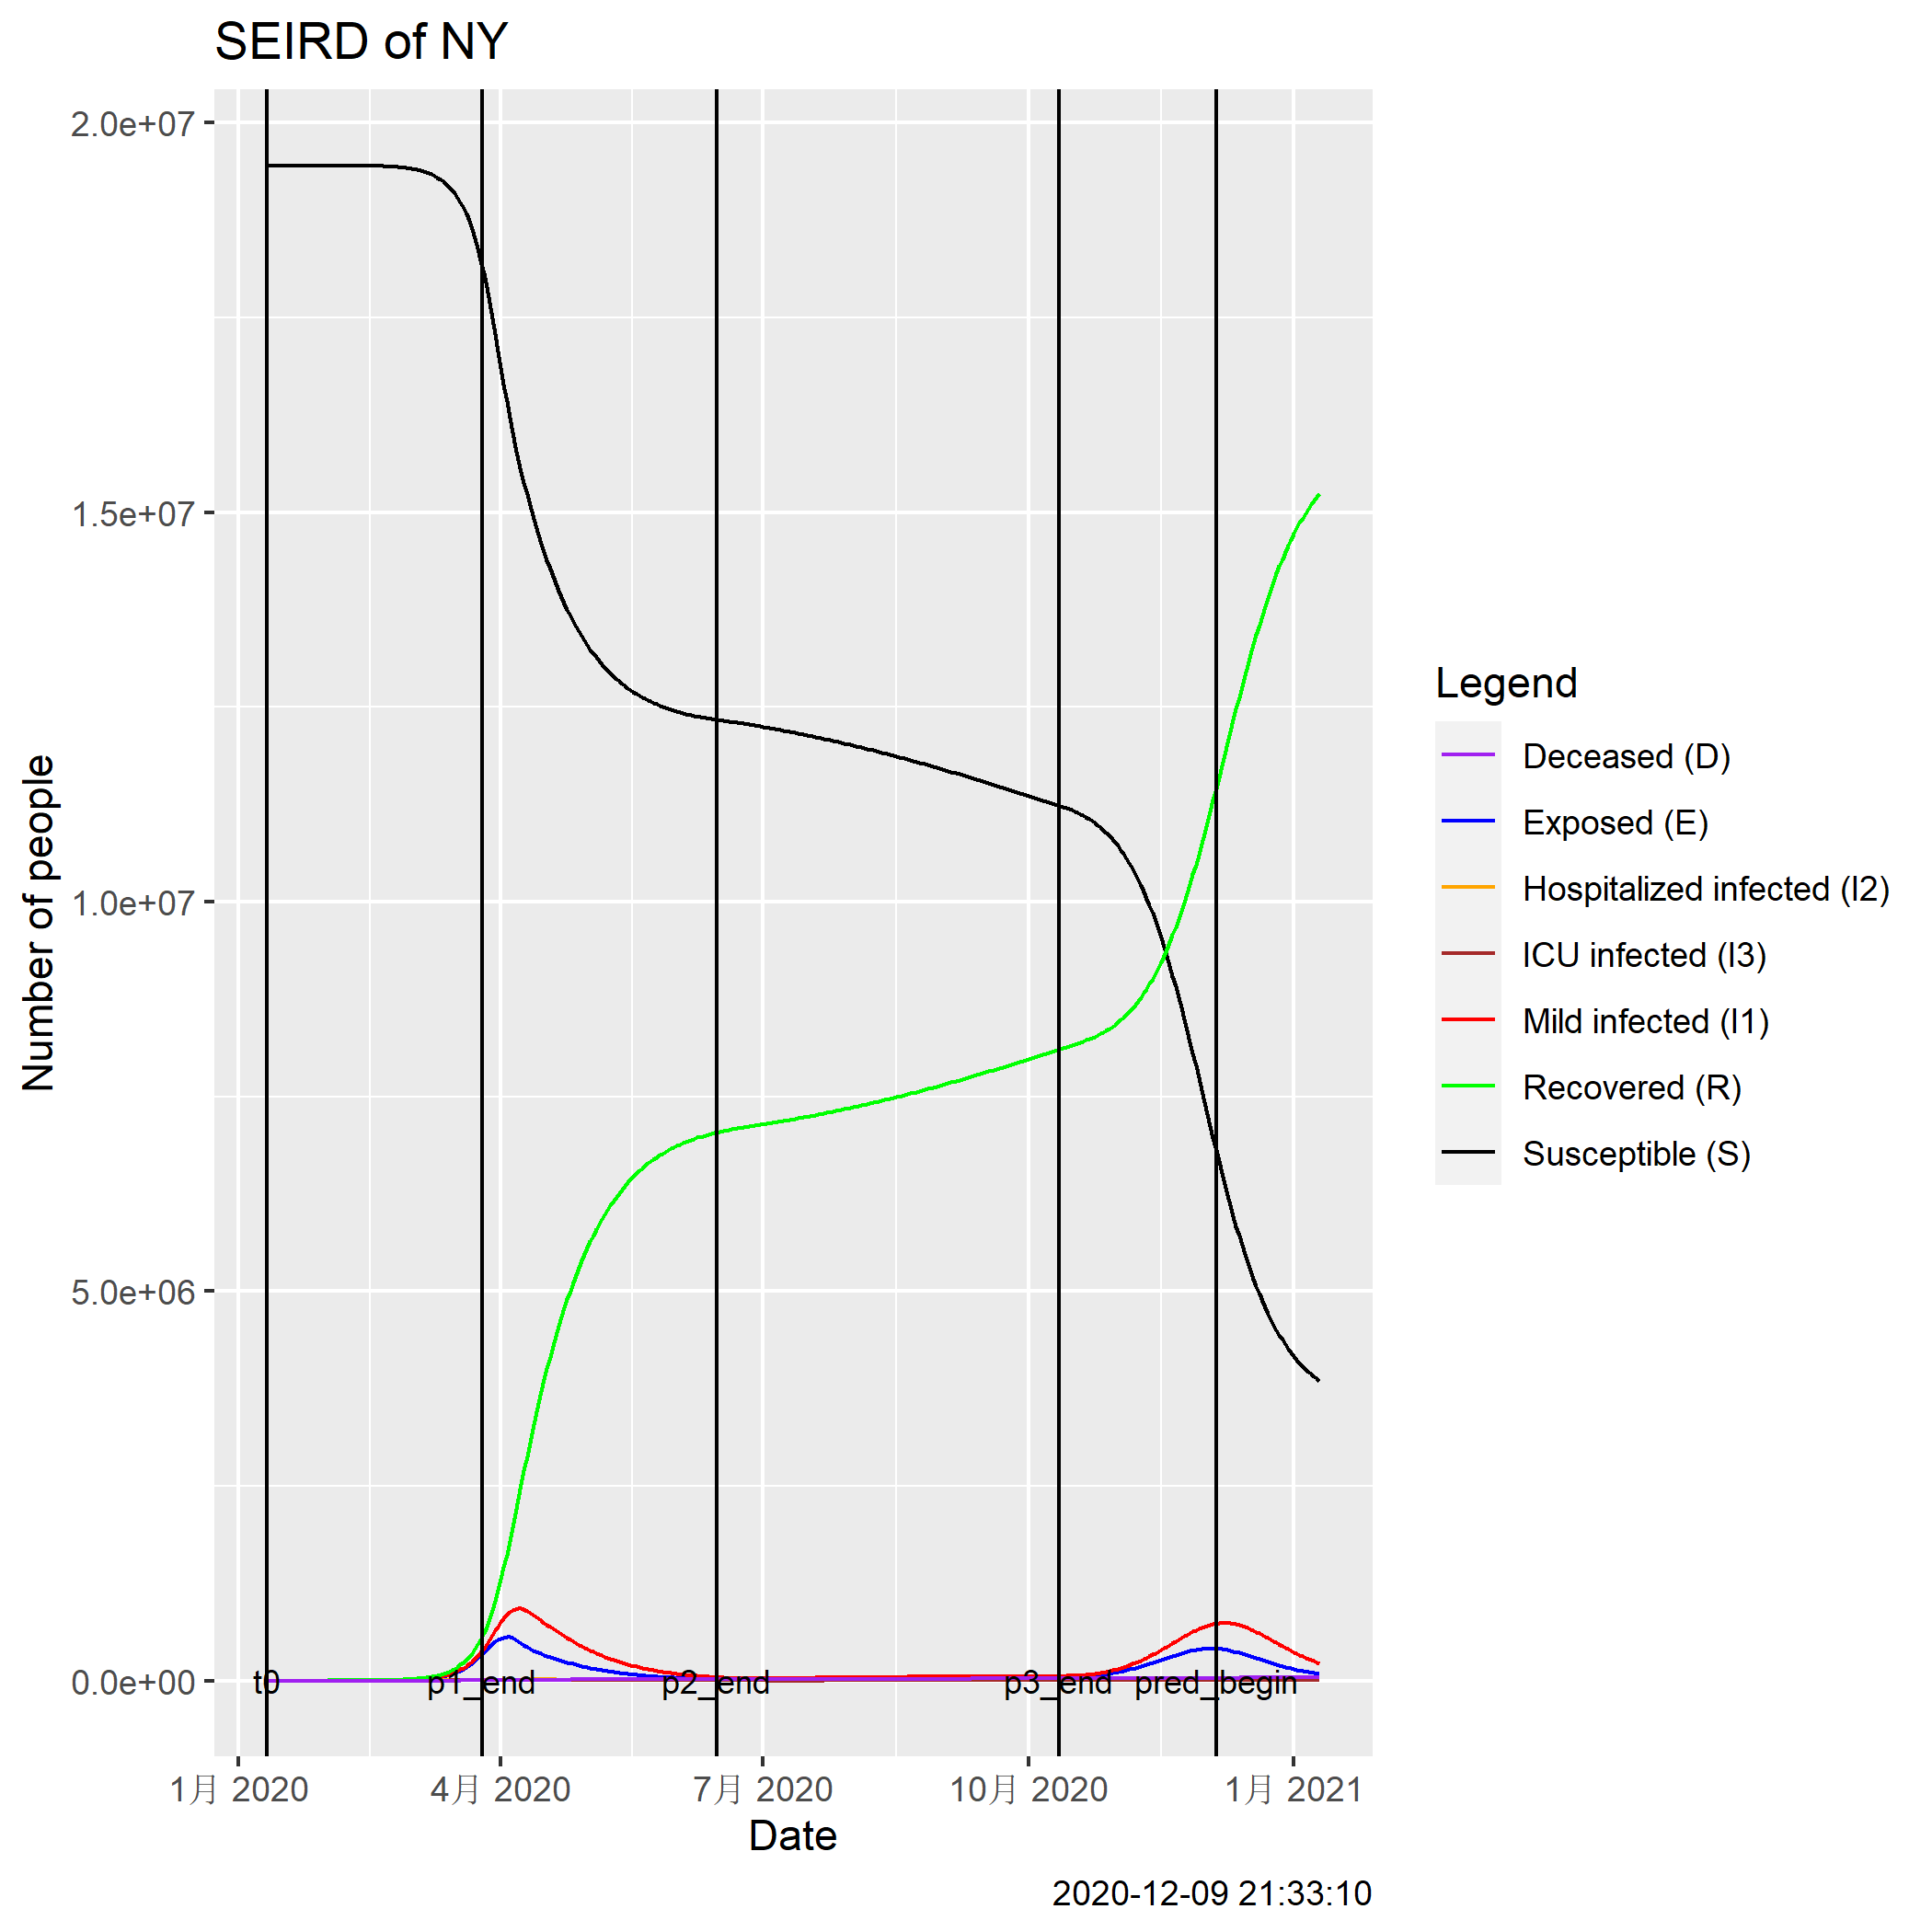 SEIRD of NY
2.0e+07
1.5e+07
1.0e+07
5.0e+06
0.0e+00
Number of people
t0
p1_end
p2_end
p3_end
pred_begin
1月 2020
4月 2020
7月 2020
10月 2020
1月 2021
Date
2020-12-09 21:33:10
Legend
Deceased (D)
Exposed (E)
Hospitalized infected (I2)
ICU infected (I3)
Mild infected (I1)
Recovered (R)
Susceptible (S)